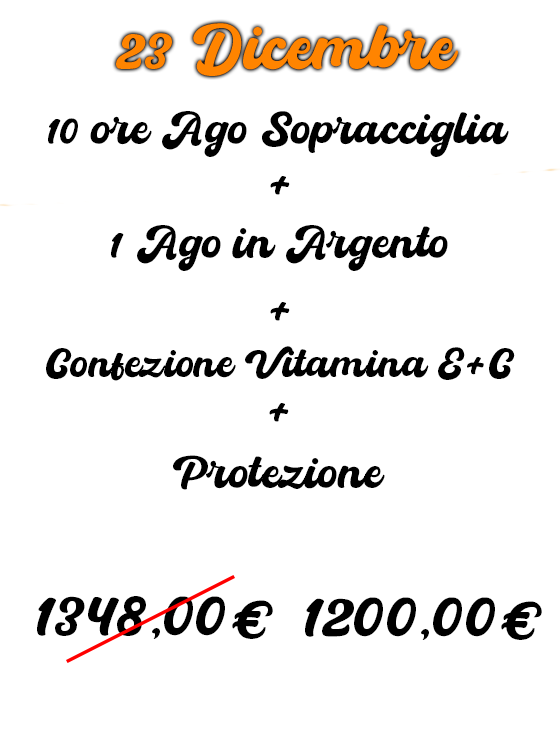 23 Dicembre
10 ore Ago Sopracciglia
+
1 Ago in Argento
+
Confezione Vitamina E+C
+
Protezione
1348,00€ 1200,00€